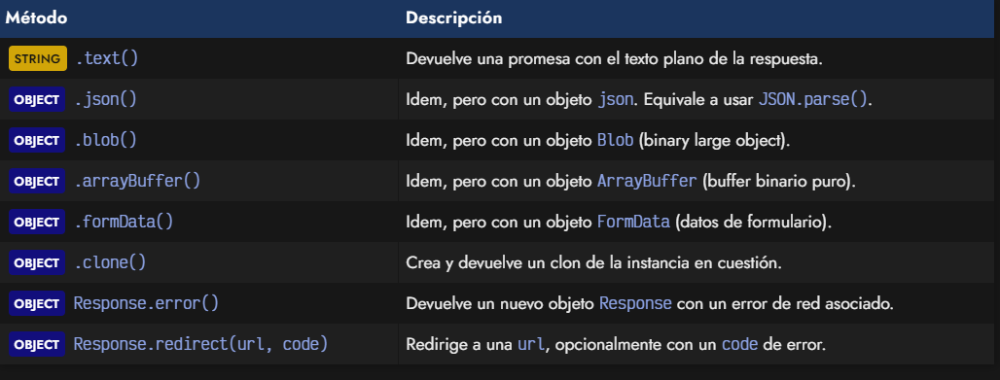 Método Descripción
STRING .text() Devuelve una promesa con el texto plano de la respuesta.
OBJECT .json() Idem, pero con un objeto json. Equivale a usar JSON.parse().
OBJECT .blob() Idem, pero con un objeto Blob (binary large object).
OBJECT .arrayBuffer() Idem, pero con un objeto ArrayBuffer (buffer binario puro).
OBJECT .formData() Idem, pero con un objeto FormData (datos de formulario).
OBJECT .clone() Crea y devuelve un clon de la instancia en cuestión.
OBJECT Response.error() Devuelve un nuevo objeto Response con un error de red asociado.
OBJECT Response.redirect(url, code) Redirige a una url, opcionalmente con un code de error.